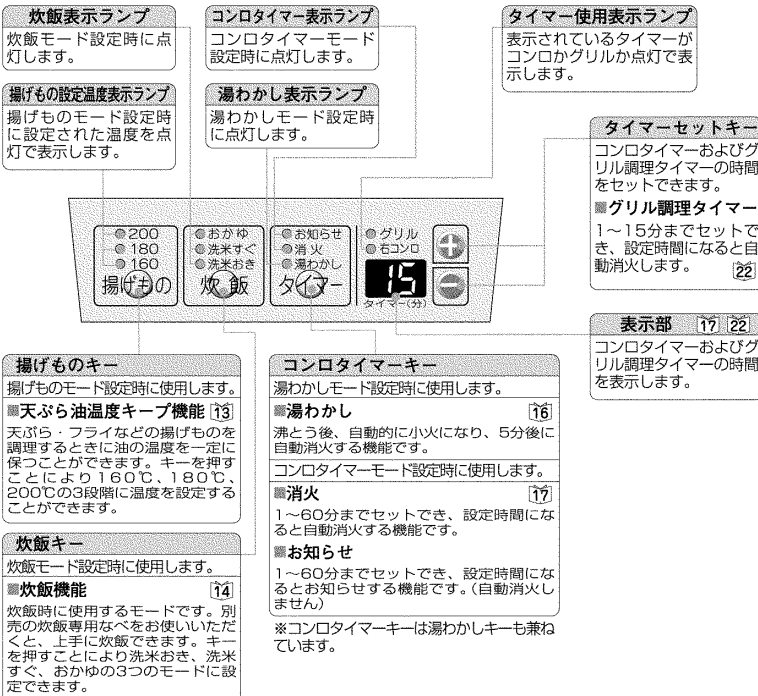 炊飯表示ランプ
炊飯モード設定時に点
灯します。
コンロタイマー表示ランプ
コンロタイマーモード
設定時に点灯します。
タイマー使用表示ランプ
表示されているタイマーが
コンロかグリルか点灯で表
示します。
揚げもの設定温度表示ランプ
揚げものモード設定時
に設定された温度を点
灯で表示します。
湯わかし表示ランプ
湯わかしモード設定時
に点灯します。
タイマーセットキー
コンロタイマーおよびグ
リル調理タイマーの時間
をセットできます。
■グリル調理タイマー
1〜15分までセットで
き、設定時間になると自
動消火します。 22
200
180
160
揚げもの
おかゆ
洗米すぐ
洗米おき
炊飯
お知らせ
消火
湯わかし
タイマー
グリル
右コンロ
15
タイマー(分)
+
−
表示部 17 22
コンロタイマーおよびグ
リル調理タイマーの時間
を表示します。
揚げものキー
揚げものモード設定時に使用します。
■天ぷら油温度キープ機能 13
天ぷら・フライなどの揚げものを
調理するときに油の温度を一定に
保つことができます。キーを押す
ことにより160℃、180℃、
200℃の3段階に温度を設定する
ことができます。
炊飯キー
炊飯モード設定時に使用します。
■炊飯機能 14
炊飯時に使用するモードです。別
売の炊飯専用なべをお使いいただ
くと、上手に炊飯できます。キー
を押すことにより洗米おき、洗米
すぐ、おかゆの3つのモードに設
定できます。
コンロタイマーキー
湯わかしモード設定時に使用します。
■湯わかし 16
沸とう後、自動的に小火になり、5分後に
自動消火する機能です。
コンロタイマーモード設定時に使用します。
■消火 17
1〜60分までセットでき、設定時間にな
ると自動消火する機能です。
■お知らせ
1〜60分までセットでき、設定時間にな
るとお知らせする機能です。(自動消火し
ません)
※コンロタイマーキーは湯わかしキーも兼ね
ています。